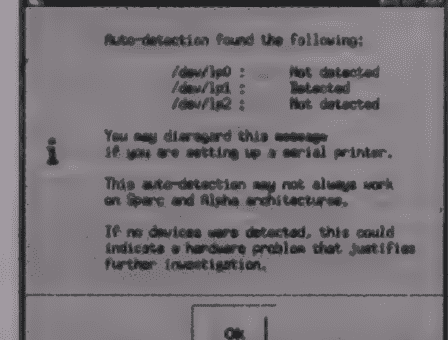 Auto-detection found the following:
/dev/lp0 : Not detected
/dev/lp1 : Detected
/dev/lp2 : Not detected
You may disregard this message
if you are setting up a serial printer.
This auto-detection may not always work
on Sparc and Alpha architectures.
If no devices were detected, this could
indicate a hardware problem that justifies
further investigation.
Ok